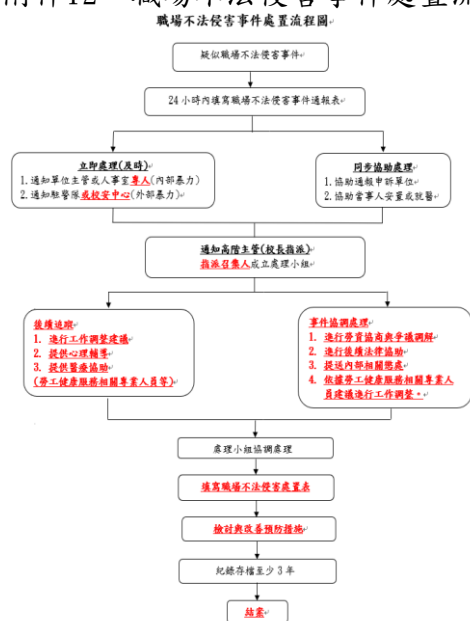 附件12 職場不法侵害事件處置流
職場不法侵害事件處置流程圖
疑似職場不法侵害事件
24小時內填寫職場不法侵害事件通報表
立即處理(及時)
1.通知單位主管或人事室專人(內部暴力)
2.通知駐警隊或校安中心(外部暴力)
同步協助處理
1.協助通報申訴單位
2.協助當事人安置或就醫
通知高階主管(校長指派)
指派召集人成立處理小組
後續追蹤
1. 進行工作調整建議
2. 提供心理輔導
3. 提供醫療協助
(勞工健康服務相關專業人員等)
事件協調處理
1. 進行勞資協商與爭議調解
2. 進行後續法律協助
3. 提送內部相關懲處
4. 依據勞工健康服務相關專業人
員建議進行工作調整。
處理小組協調處理
填寫職場不法侵害處置表
檢討與改善預防措施
紀錄存檔至少3年
結案